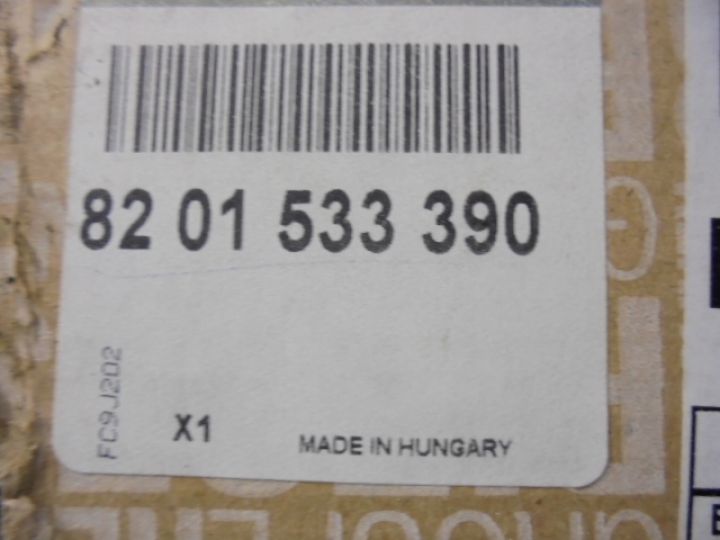 82 01 533 390
FC9J202
X1
MADE IN HUNGARY